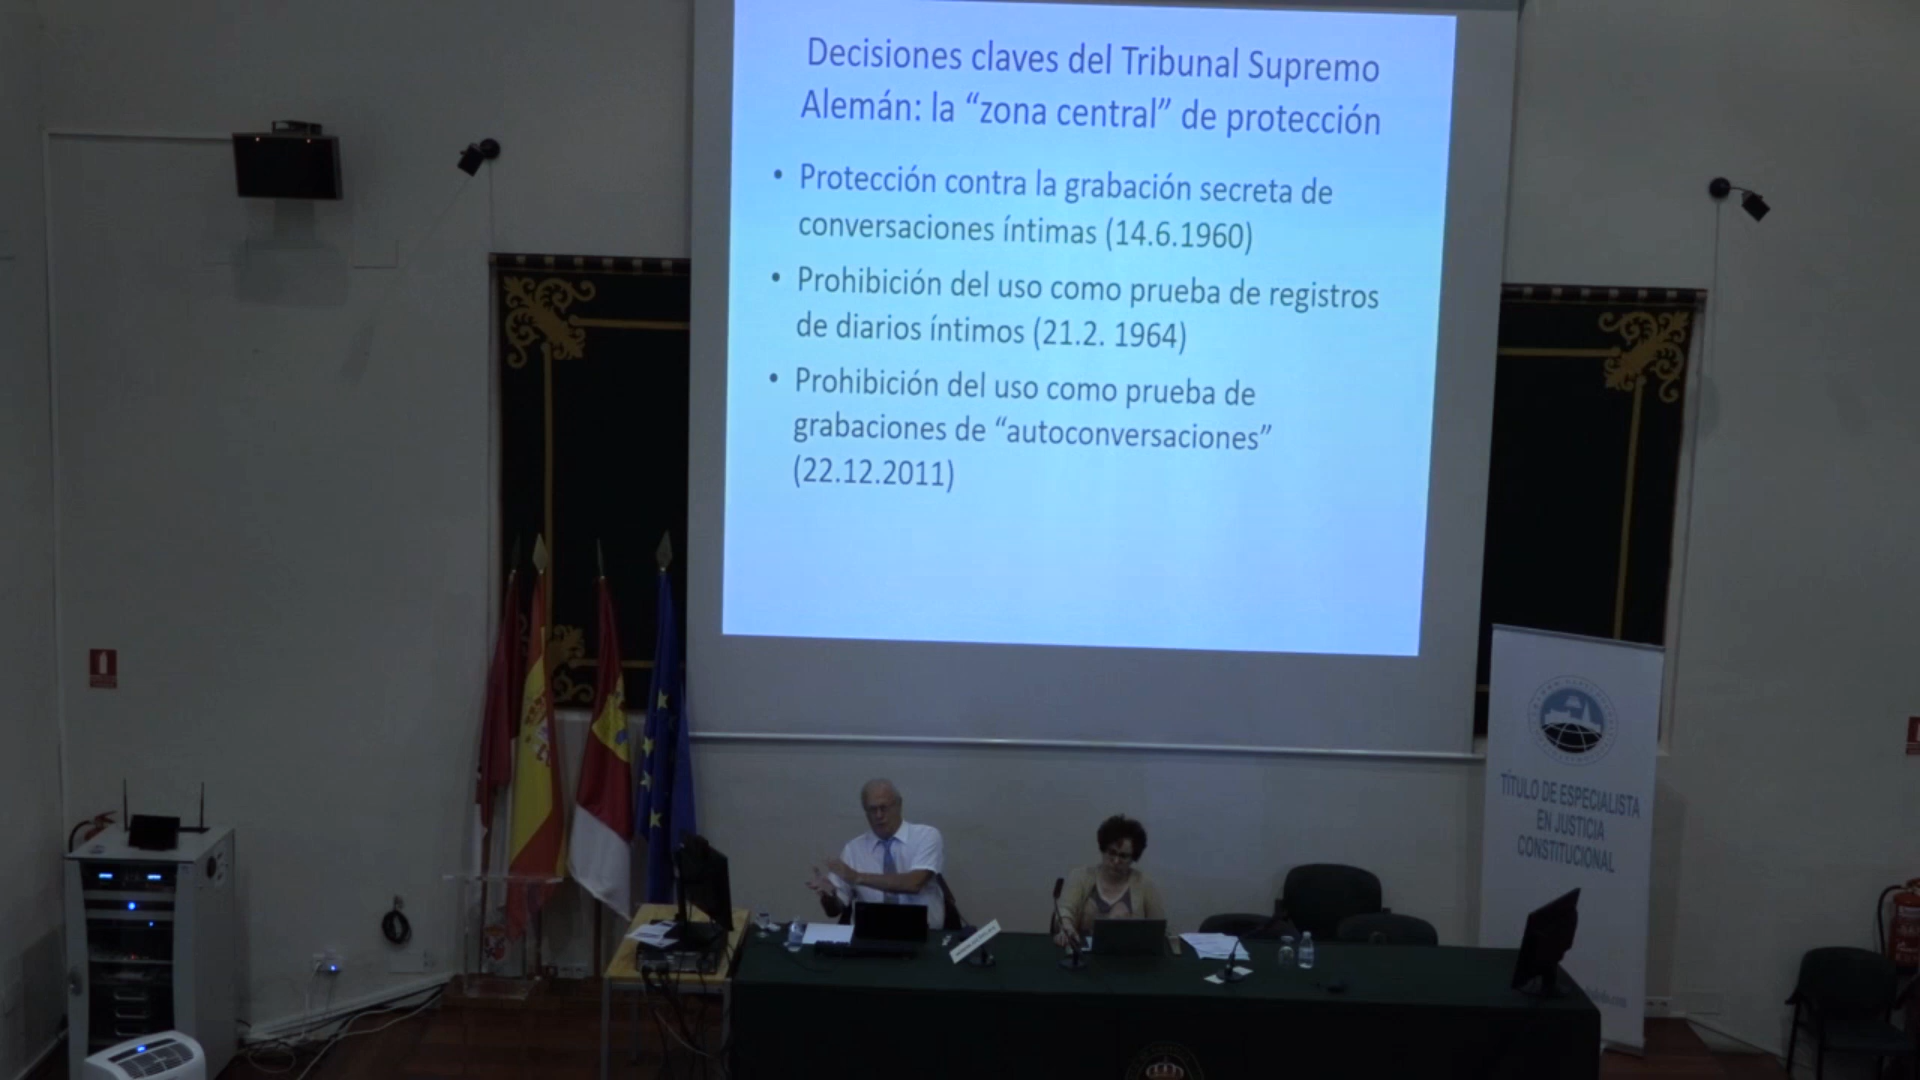 Decisiones claves del Tribunal Supremo
Alemán: la “zona central” de protección
• Protección contra la grabación secreta de
conversaciones íntimas (14.6.1960)
• Prohibición del uso como prueba de registros
de diarios íntimos (21.2. 1964)
• Prohibición del uso como prueba de
grabaciones de “autoconversaciones”
(22.12.2011)
TÍTULO DE ESPECIALISTA
EN JUSTICIA
CONSTITUCIONAL